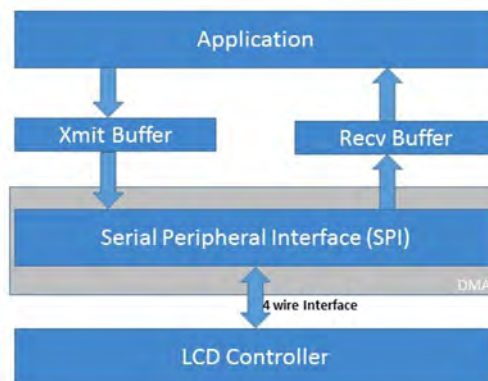 Application
Xmit Buffer
Recv Buffer
Serial Peripheral Interface (SPI)
DMA
4 wire Interface
LCD Controller